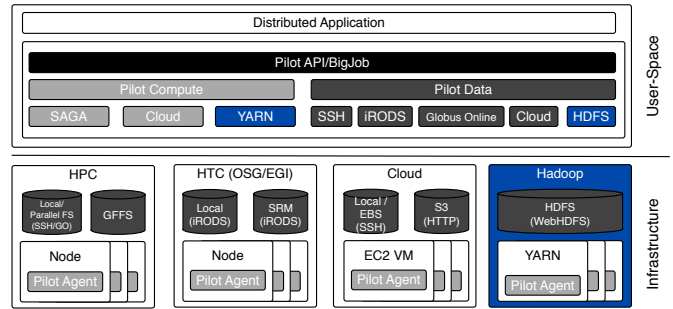 Distributed Application
Pilot API/BigJob
Pilot Compute
Pilot Data
SAGA
Cloud
YARN
SSH
iRODS
Globus Online
Cloud
HDFS
User-Space
HPC
Local/
Parallel FS
(SSH/GO)
GFFS
Node
Pilot Agent
HTC (OSG/EGI)
Local
(iRODS)
SRM
(iRODS)
Node
Pilot Agent
Cloud
Local /
EBS
(SSH)
S3
(HTTP)
EC2 VM
Pilot Agent
Hadoop
HDFS
(WebHDFS)
YARN
Pilot Agent
Infrastructure